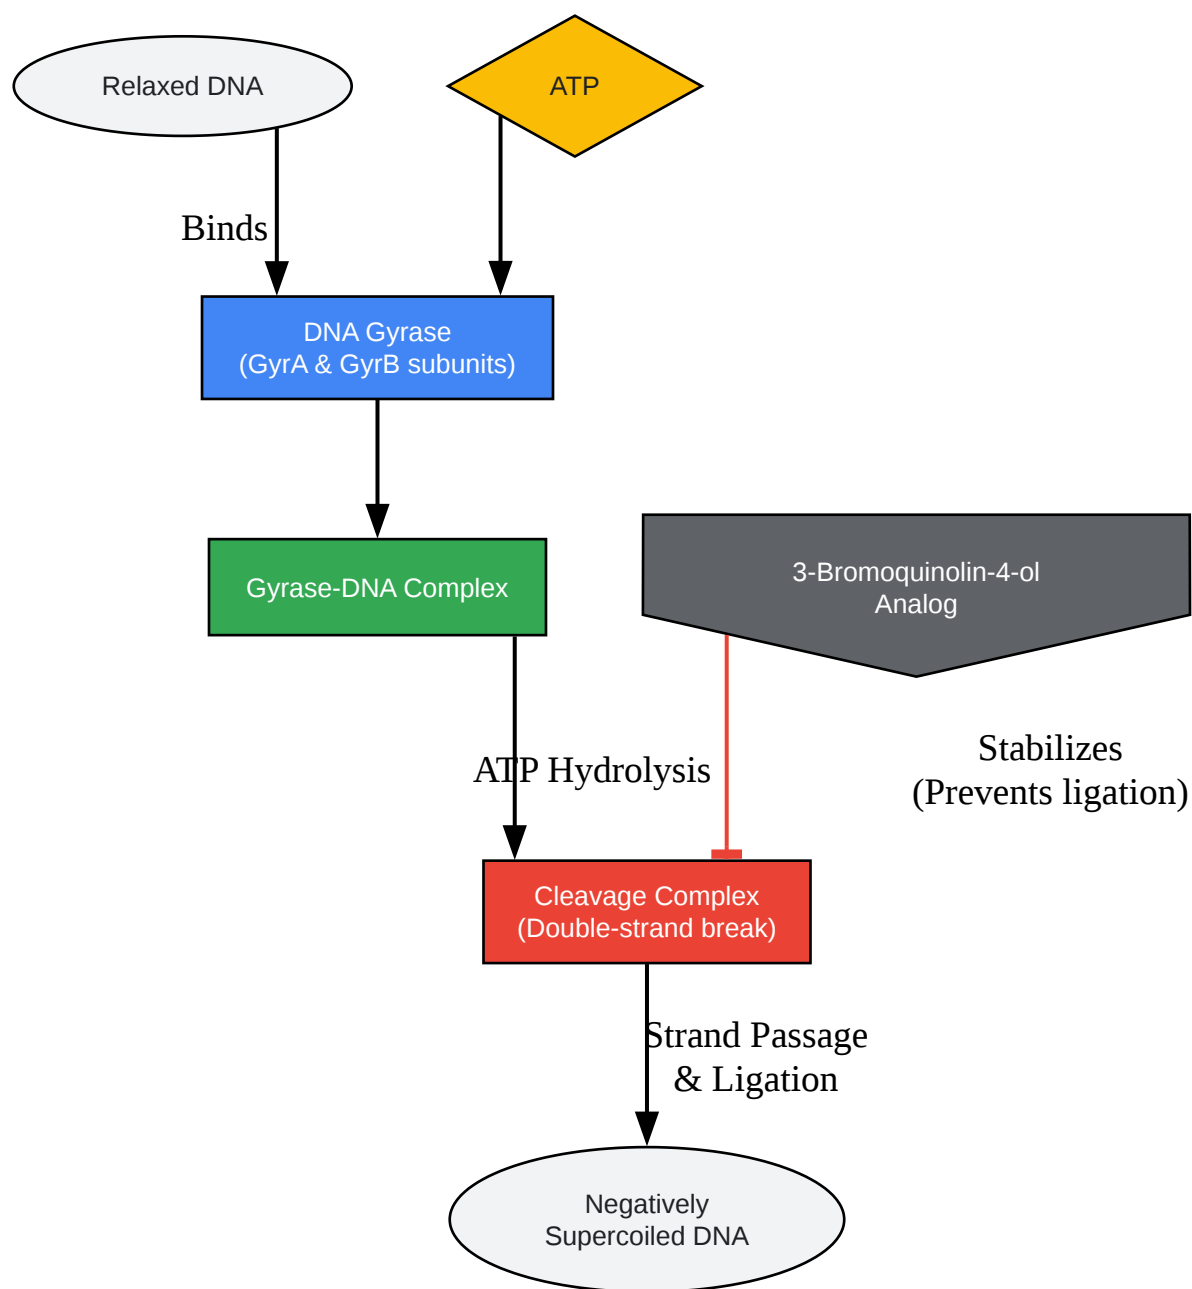 Relaxed DNA
ATP
Binds
DNA Gyrase
(GyrA & GyrB subunits)
Gyrase-DNA Complex
3-Bromoquinolin-4-ol
Analog
ATP Hydrolysis
Stabilizes
(Prevents ligation)
Cleavage Complex
(Double-strand break)
Strand Passage
& Ligation
Negatively
Supercoiled DNA